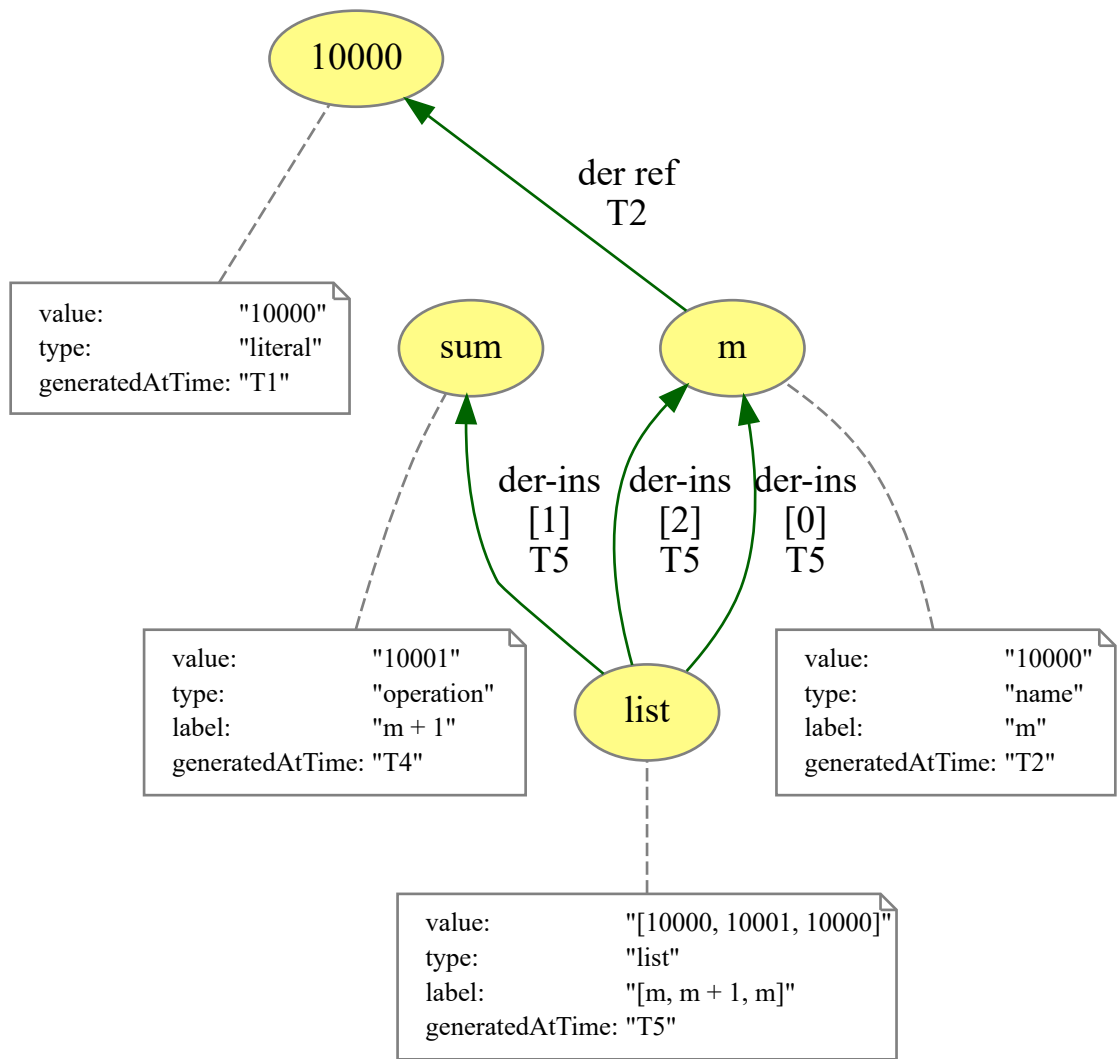 10000
der ref
T2
value: "10000"
type: "literal"
generatedAtTime: "T1"
sum
m
der-ins
[1]
T5
der-ins
[2]
T5
der-ins
[0]
T5
value: "10001"
type: "operation"
label: "m + 1"
generatedAtTime: "T4"
list
value: "10000"
type: "name"
label: "m"
generatedAtTime: "T2"
value: "[10000, 10001, 10000]"
type: "list"
label: "[m, m + 1, m]"
generatedAtTime: "T5"